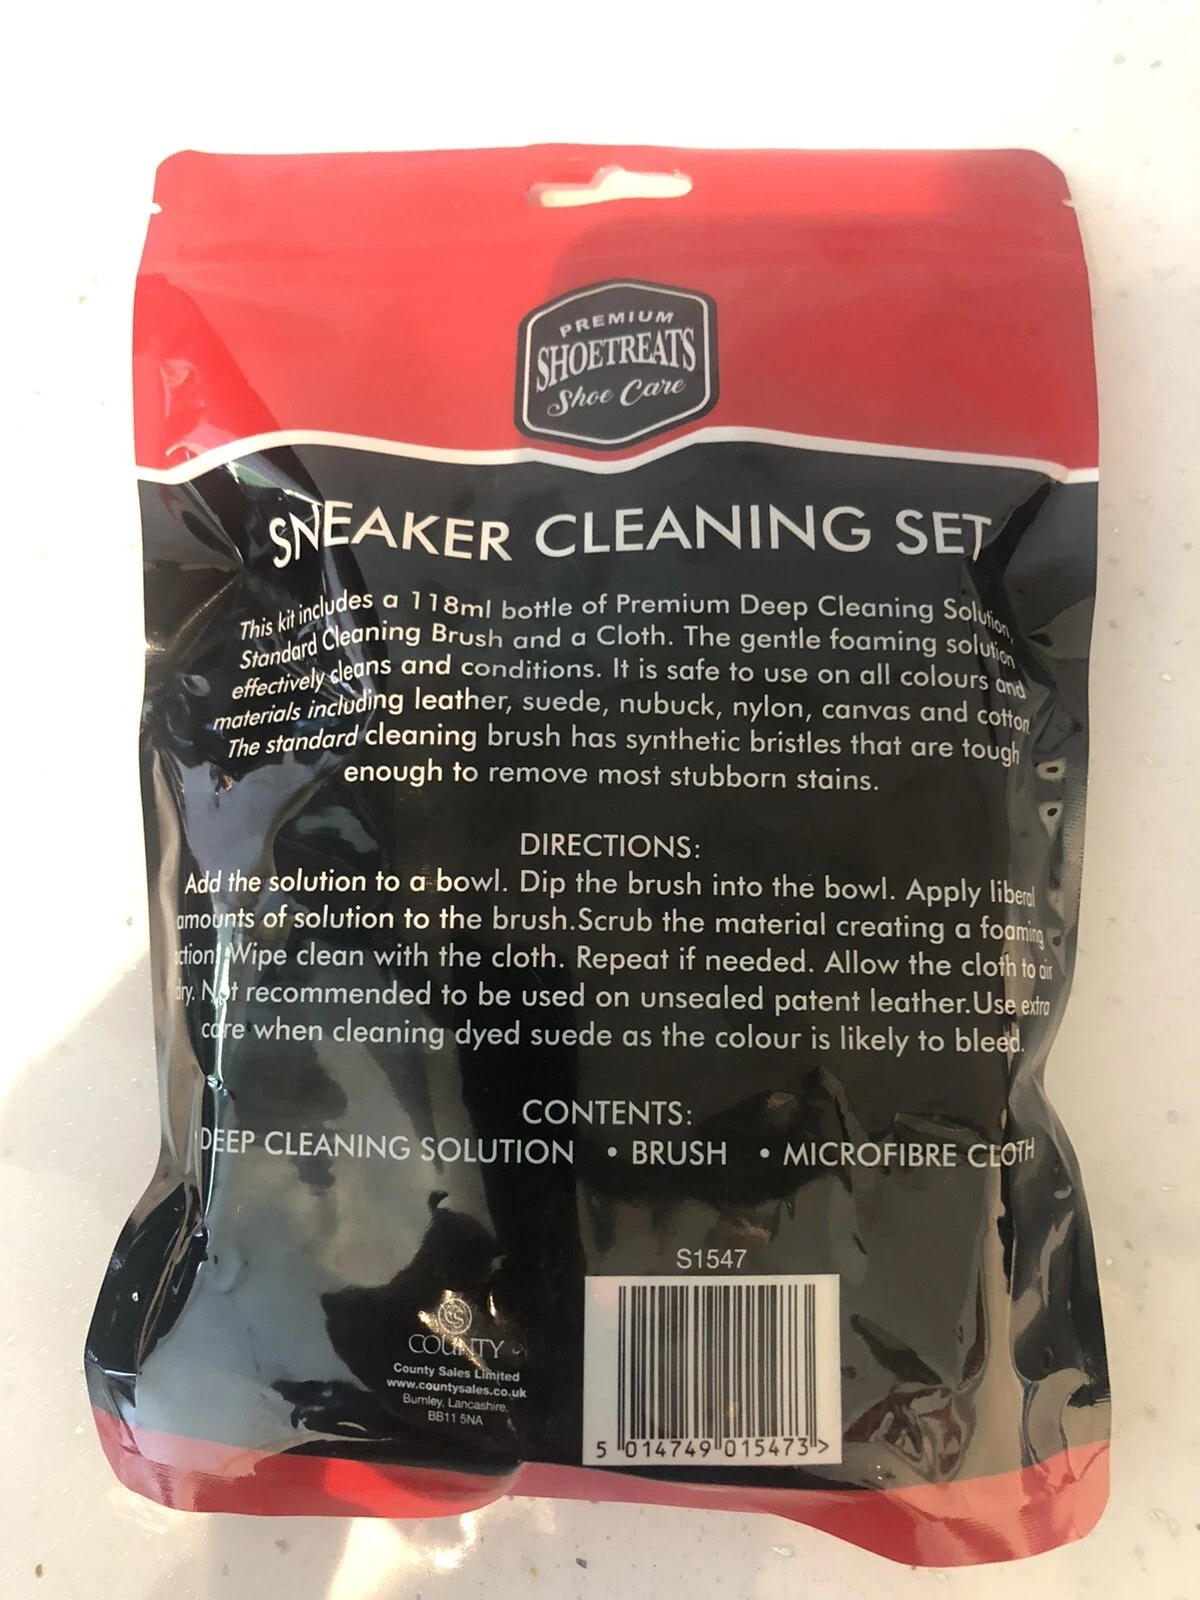 PREMIUM
SHOETREATS
Shoe Care
SNEAKER CLEANING SET
This kit includes a 118ml bottle of Premium Deep Cleaning Solution,
Standard Cleaning Brush and a Cloth. The gentle foaming solution
effectively cleans and conditions. It is safe to use on all colours and
materials including leather, suede, nubuck, nylon, canvas and cotton.
The standard cleaning brush has synthetic bristles that are tough
enough to remove most stubborn stains.
DIRECTIONS:
Add the solution to a bowl. Dip the brush into the bowl. Apply liberal
amounts of solution to the brush.Scrub the material creating a foaming
action! Wipe clean with the cloth. Repeat if needed. Allow the cloth to air
dry. Not recommended to be used on unsealed patent leather.Use extra
care when cleaning dyed suede as the colour is likely to bleed.
CONTENTS:
DEEP CLEANING SOLUTION • BRUSH • MICROFIBRE CLOTH
S1547
COUNTY
County Sales Limited
www.countysales.co.uk
Burnley, Lancashire.
BB11 5NA
5 014749 015473 >